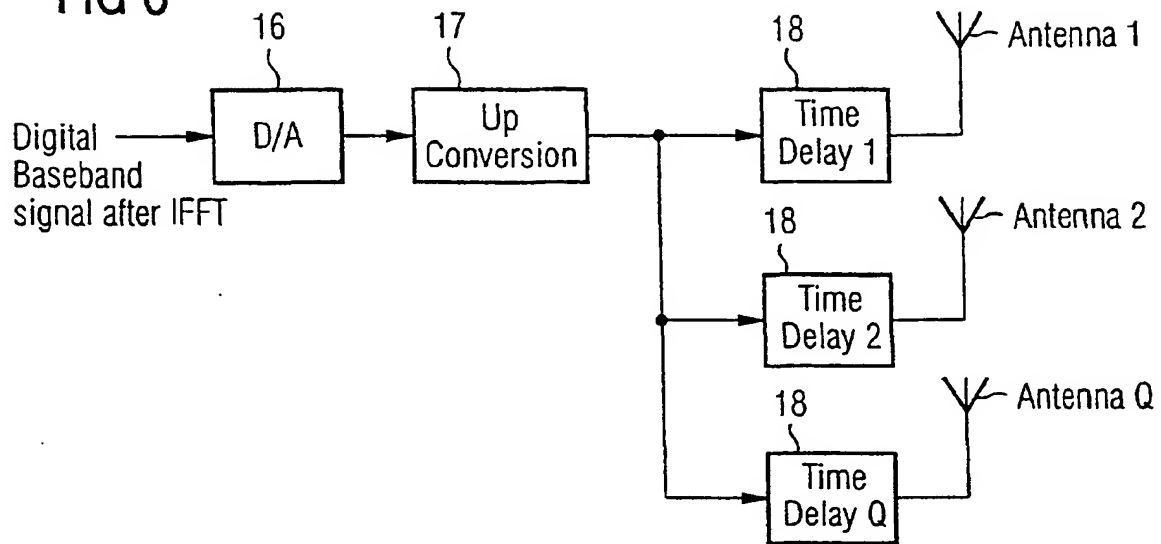 16
17
18
Antenna 1
Digital
Baseband
signal after IFFT
D/A
Up
Conversion
Time
Delay 1
18
Antenna 2
Time
Delay 2
18
Antenna Q
Time
Delay Q